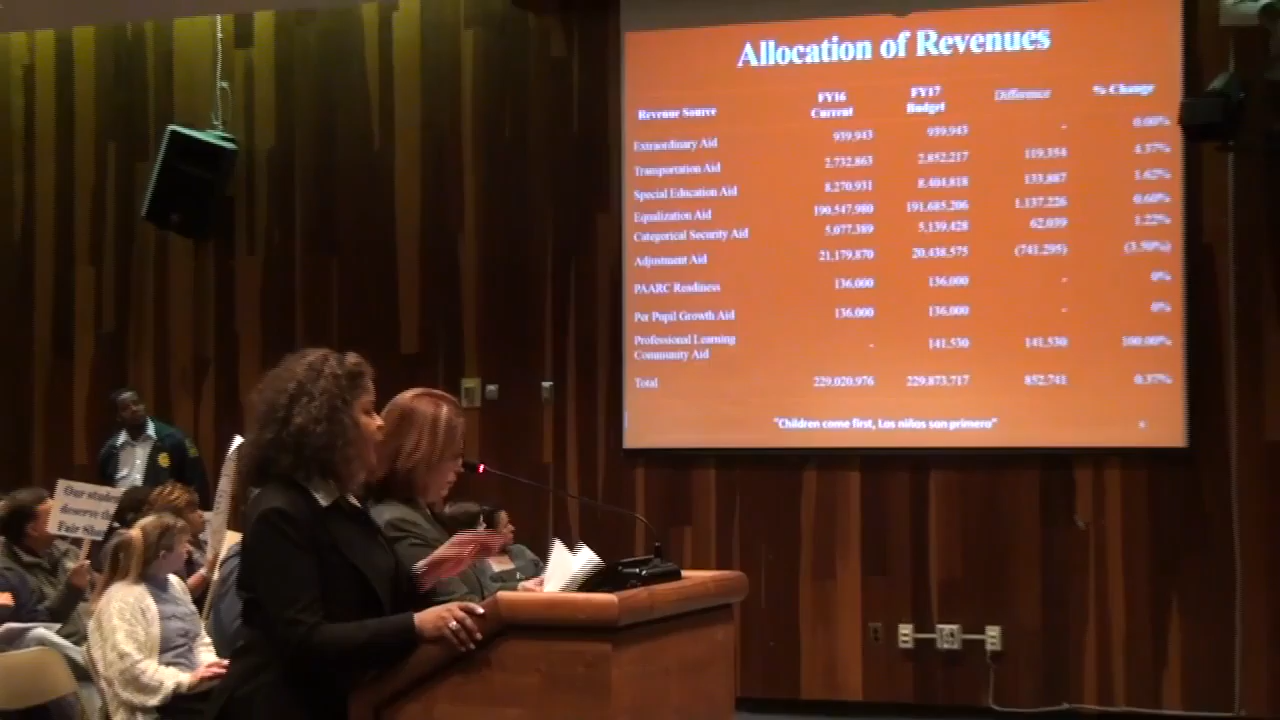 Allocation of Revenues
Revenue Source FY16 Current FY17 Budget Difference % Change
Extraordinary Aid 939,943 939,943 - 0.00%
Transportation Aid 2,732,863 2,852,217 119,354 4.37%
Special Education Aid 8,270,931 8,404,818 133,887 1.62%
Equalization Aid 190,547,980 191,685,206 1,137,226 0.60%
Categorical Security Aid 5,077,389 5,139,428 62,039 1.22%
Adjustment Aid 21,179,870 20,438,575 (741,295) (3.50%)
PAARC Readiness 136,000 136,000 - 0%
Per Pupil Growth Aid 136,000 136,000 - 0%
Professional Learning
Community Aid - 141,530 141,530 100.00%
Total 229,020,976 229,873,717 852,741 0.37%
"Children come first, Los niños son primero"
Our
deserve
Fair